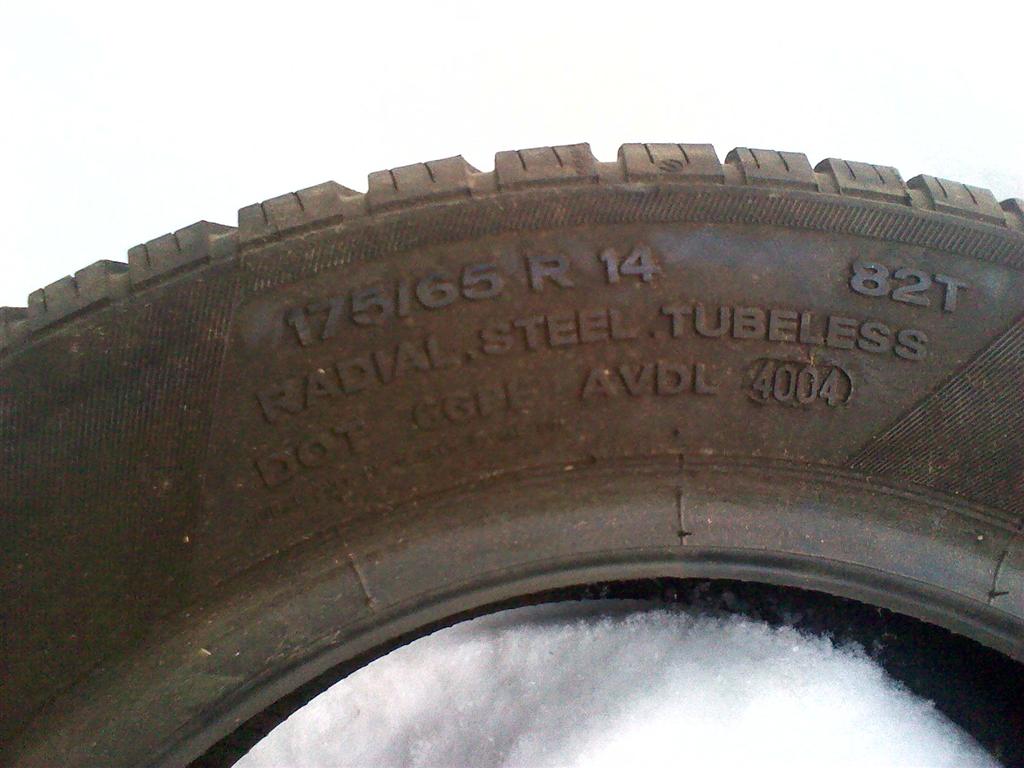 175/65 R 14 82T
RADIAL.STEEL.TUBELESS
DOT AVDL 4004